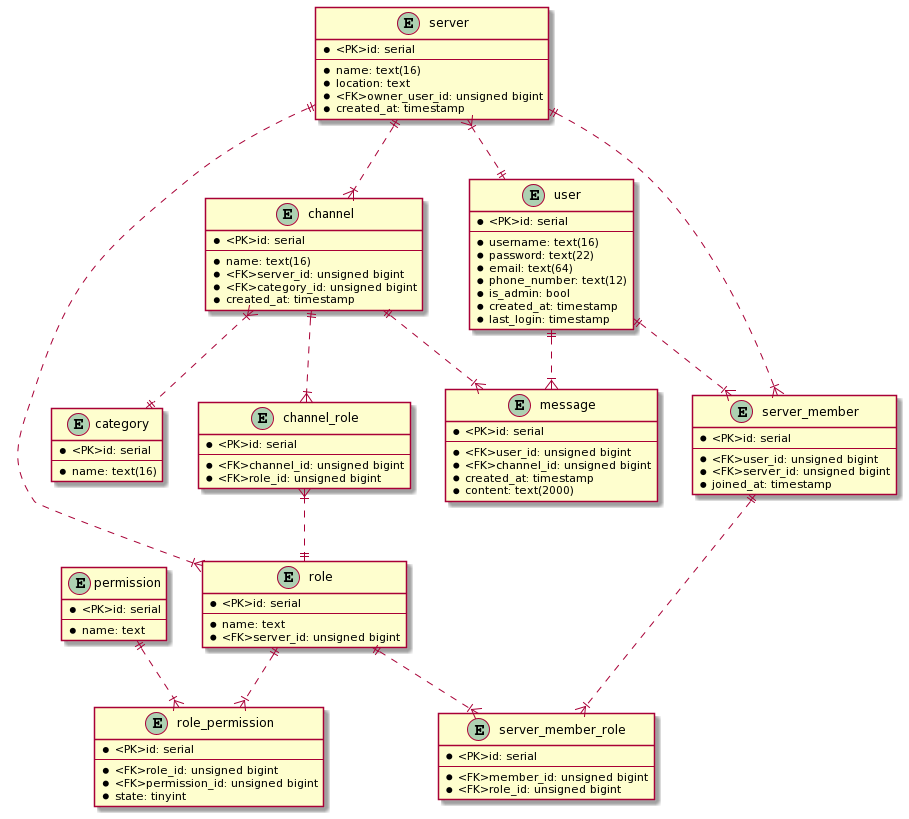 E server
<PK>id: serial
name: text(16)
location: text
<FK>owner_user_id: unsigned bigint
created_at: timestamp
E user
<PK>id: serial
username: text(16)
password: text(22)
email: text(64)
phone_number: text(12)
is_admin: bool
created_at: timestamp
last_login: timestamp
E channel
<PK>id: serial
name: text(16)
<FK>server_id: unsigned bigint
<FK>category_id: unsigned bigint
created_at: timestamp
E category
<PK>id: serial
name: text(16)
E channel_role
<PK>id: serial
<FK>channel_id: unsigned bigint
<FK>role_id: unsigned bigint
E message
<PK>id: serial
<FK>user_id: unsigned bigint
<FK>channel_id: unsigned bigint
created_at: timestamp
content: text(2000)
E server_member
<PK>id: serial
<FK>user_id: unsigned bigint
<FK>server_id: unsigned bigint
joined_at: timestamp
E permission
<PK>id: serial
name: text
E role
<PK>id: serial
name: text
<FK>server_id: unsigned bigint
E role_permission
<PK>id: serial
<FK>role_id: unsigned bigint
<FK>permission_id: unsigned bigint
state: tinyint
E server_member_role
<PK>id: serial
<FK>member_id: unsigned bigint
<FK>role_id: unsigned bigint